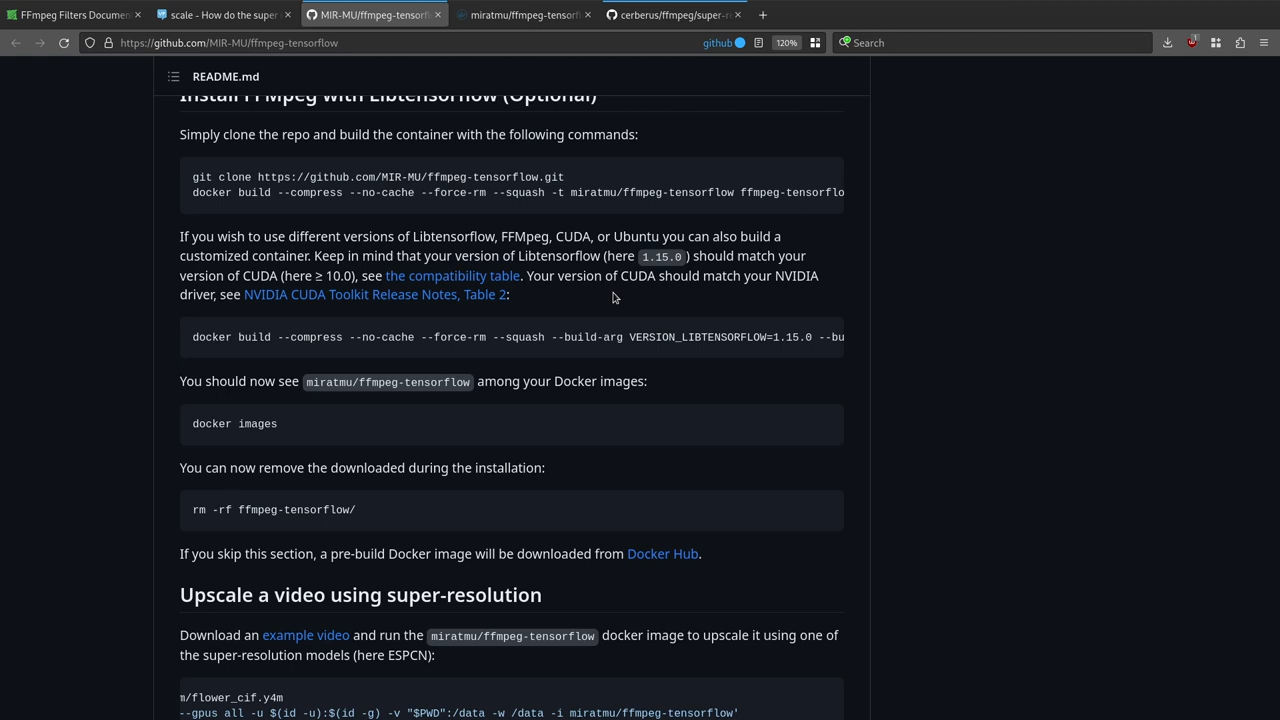 FFmpeg Filters Documen
scale - How do the super
MIR-MU/ffmpeg-tensorfl
miratmu/ffmpeg-tensorf
cerberus/ffmpeg/super-r
https://github.com/MIR-MU/ffmpeg-tensorflow
github
120%
Search
1
README.md
Install FFMpeg with Libtensorflow (Optional)
Simply clone the repo and build the container with the following commands:
git clone https://github.com/MIR-MU/ffmpeg-tensorflow.git
docker build --compress --no-cache --force-rm --squash -t miratmu/ffmpeg-tensorflow ffmpeg-tensorflo
If you wish to use different versions of Libtensorflow, FFMpeg, CUDA, or Ubuntu you can also build a
customized container. Keep in mind that your version of Libtensorflow (here 1.15.0) should match your
version of CUDA (here ≥ 10.0), see the compatibility table. Your version of CUDA should match your NVIDIA
driver, see NVIDIA CUDA Toolkit Release Notes, Table 2:
docker build --compress --no-cache --force-rm --squash --build-arg VERSION_LIBTENSORFLOW=1.15.0 --bu
You should now see miratmu/ffmpeg-tensorflow among your Docker images:
docker images
You can now remove the downloaded during the installation:
rm -rf ffmpeg-tensorflow/
If you skip this section, a pre-build Docker image will be downloaded from Docker Hub.
Upscale a video using super-resolution
Download an example video and run the miratmu/ffmpeg-tensorflow docker image to upscale it using one of
the super-resolution models (here ESPCN):
m/flower_cif.y4m
--gpus all -u $(id -u):$(id -g) -v "$PWD":/data -w /data -i miratmu/ffmpeg-tensorflow'